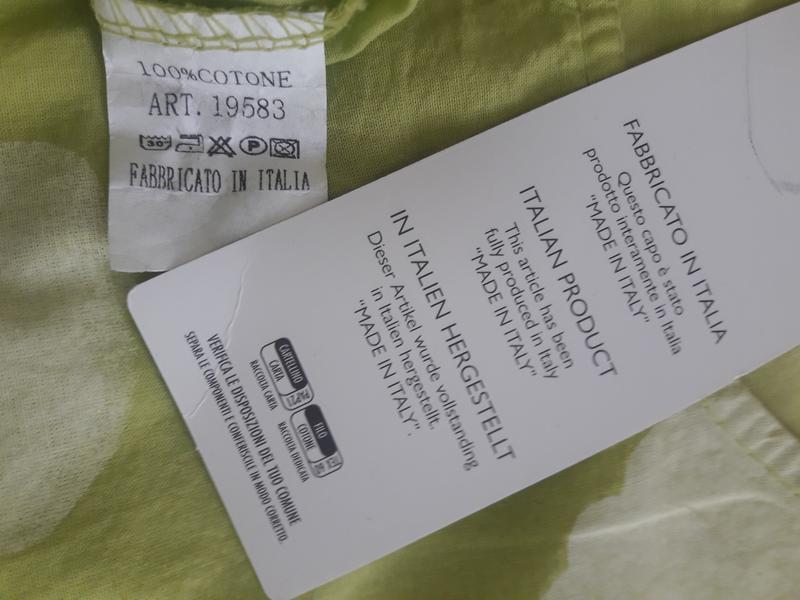 100%COTONE
ART. 19583
30°
P
FABBRICATO IN ITALIA
FABBRICATO IN ITALIA
Questo capo è stato
prodotto interamente in Italia
"MADE IN ITALY"
ITALIAN PRODUCT
This article has been
fully produced in Italy
"MADE IN ITALY"
IN ITALIEN HERGESTELLT
Dieser Artikel wurde vollstanding
in Italien hergestellt.
"MADE IN ITALY".
CARTELLINO
CARTA
RACCOLTA CARTA
FILO
COTONE
RACCOLTA DEDICATA
VERIFICA LE DISPOSIZIONI DEL TUO COMUNE
SEPARA LE COMPONENTI E CONFERISCILE IN MODO CORRETTO.